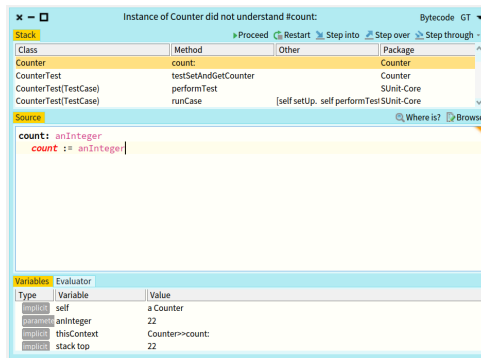 Instance of Counter did not understand #count: Bytecode GT
Stack Proceed Restart Step into Step over Step through
Class Method Other Package
Counter count: Counter
CounterTest testSetAndGetCounter Counter
CounterTest(TestCase) performTest SUnit-Core
CounterTest(TestCase) runCase [self setUp. self performTes SUnit-Core
Source Where is? Browse
count: anInteger
count := anInteger
Variables Evaluator
Type Variable Value
implicit self a Counter
paramete anInteger 22
implicit thisContext Counter>>count:
implicit stack top 22